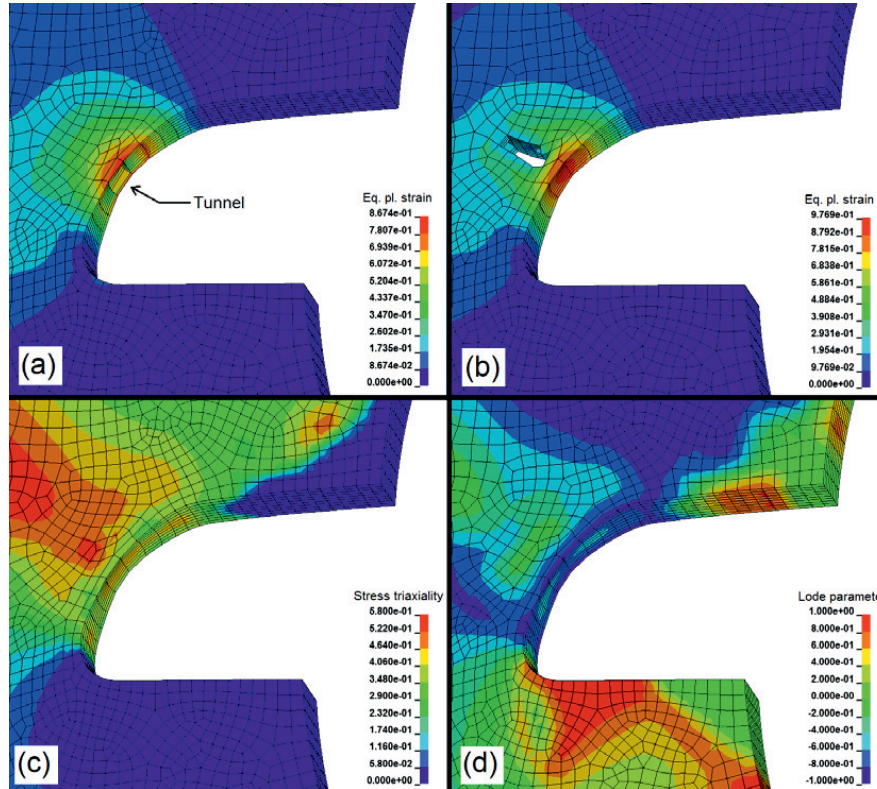 Tunnel
Eq. pl. strain
8.674e-01
7.807e-01
6.939e-01
6.072e-01
5.204e-01
4.337e-01
3.470e-01
2.602e-01
1.735e-01
8.674e-02
0.000e+00
(a)
Eq. pl. strain
9.769e-01
8.792e-01
7.815e-01
6.838e-01
5.861e-01
4.884e-01
3.908e-01
2.931e-01
1.954e-01
9.769e-02
0.000e+00
(b)
Stress triaxiality
5.800e-01
5.220e-01
4.640e-01
4.060e-01
3.480e-01
2.900e-01
2.320e-01
1.740e-01
1.160e-01
5.800e-02
0.000e+00
(c)
Lode paramete
1.000e+00
8.000e-01
6.000e-01
4.000e-01
2.000e-01
0.000e+00
-2.000e-01
-4.000e-01
-6.000e-01
-8.000e-01
-1.000e+00
(d)